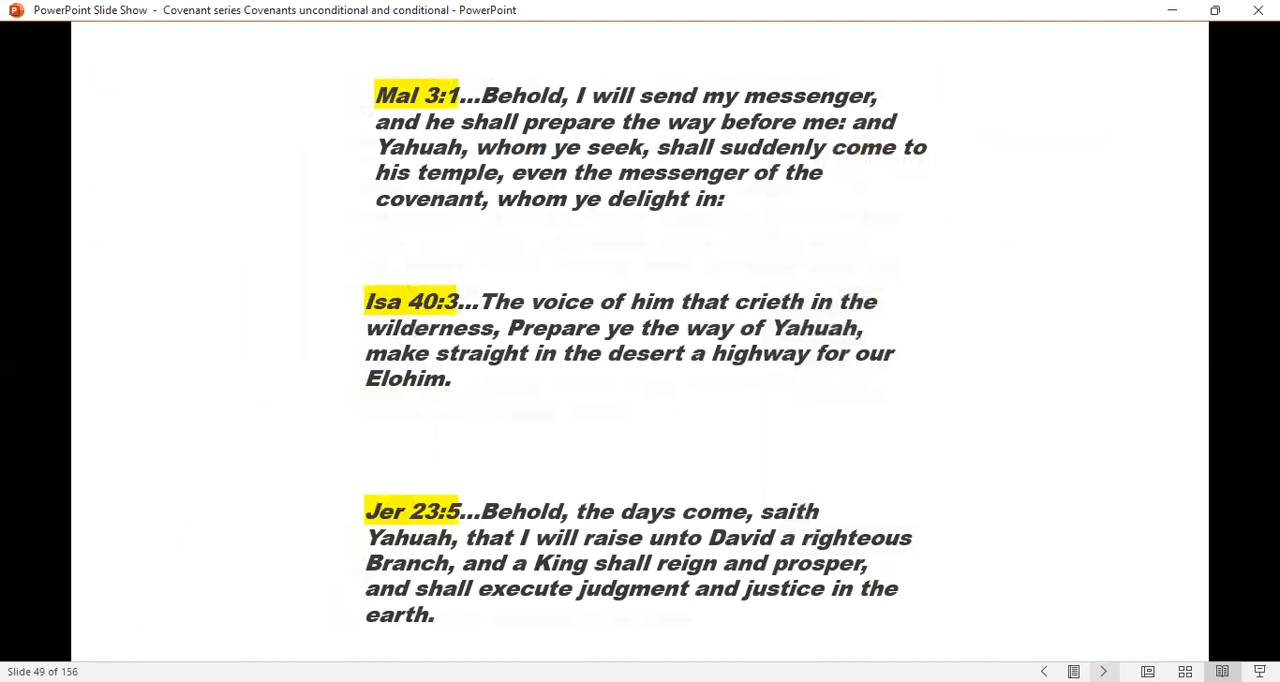 PowerPoint Slide Show - Covenant series Covenants unconditional and conditional - PowerPoint
Mal 3:1...Behold, I will send my messenger,
and he shall prepare the way before me: and
Yahuah, whom ye seek, shall suddenly come to
his temple, even the messenger of the
covenant, whom ye delight in:
Isa 40:3...The voice of him that crieth in the
wilderness, Prepare ye the way of Yahuah,
make straight in the desert a highway for our
Elohim.
Jer 23:5...Behold, the days come, saith
Yahuah, that I will raise unto David a righteous
Branch, and a King shall reign and prosper,
and shall execute judgment and justice in the
earth.
Slide 49 of 156